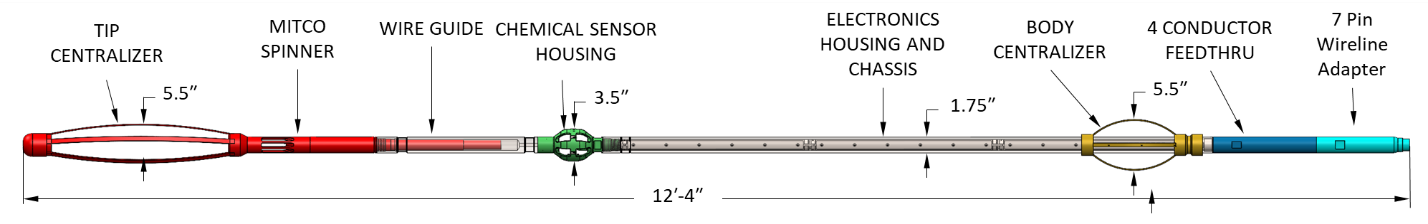 TIP
CENTRALIZER
MITCO
SPINNER
WIRE GUIDE
CHEMICAL SENSOR
HOUSING
ELECTRONICS
HOUSING AND
CHASSIS
BODY
CENTRALIZER
4 CONDUCTOR
FEEDTHRU
7 Pin
Wireline
Adapter
5.5”
3.5”
1.75”
5.5”
12’-4”